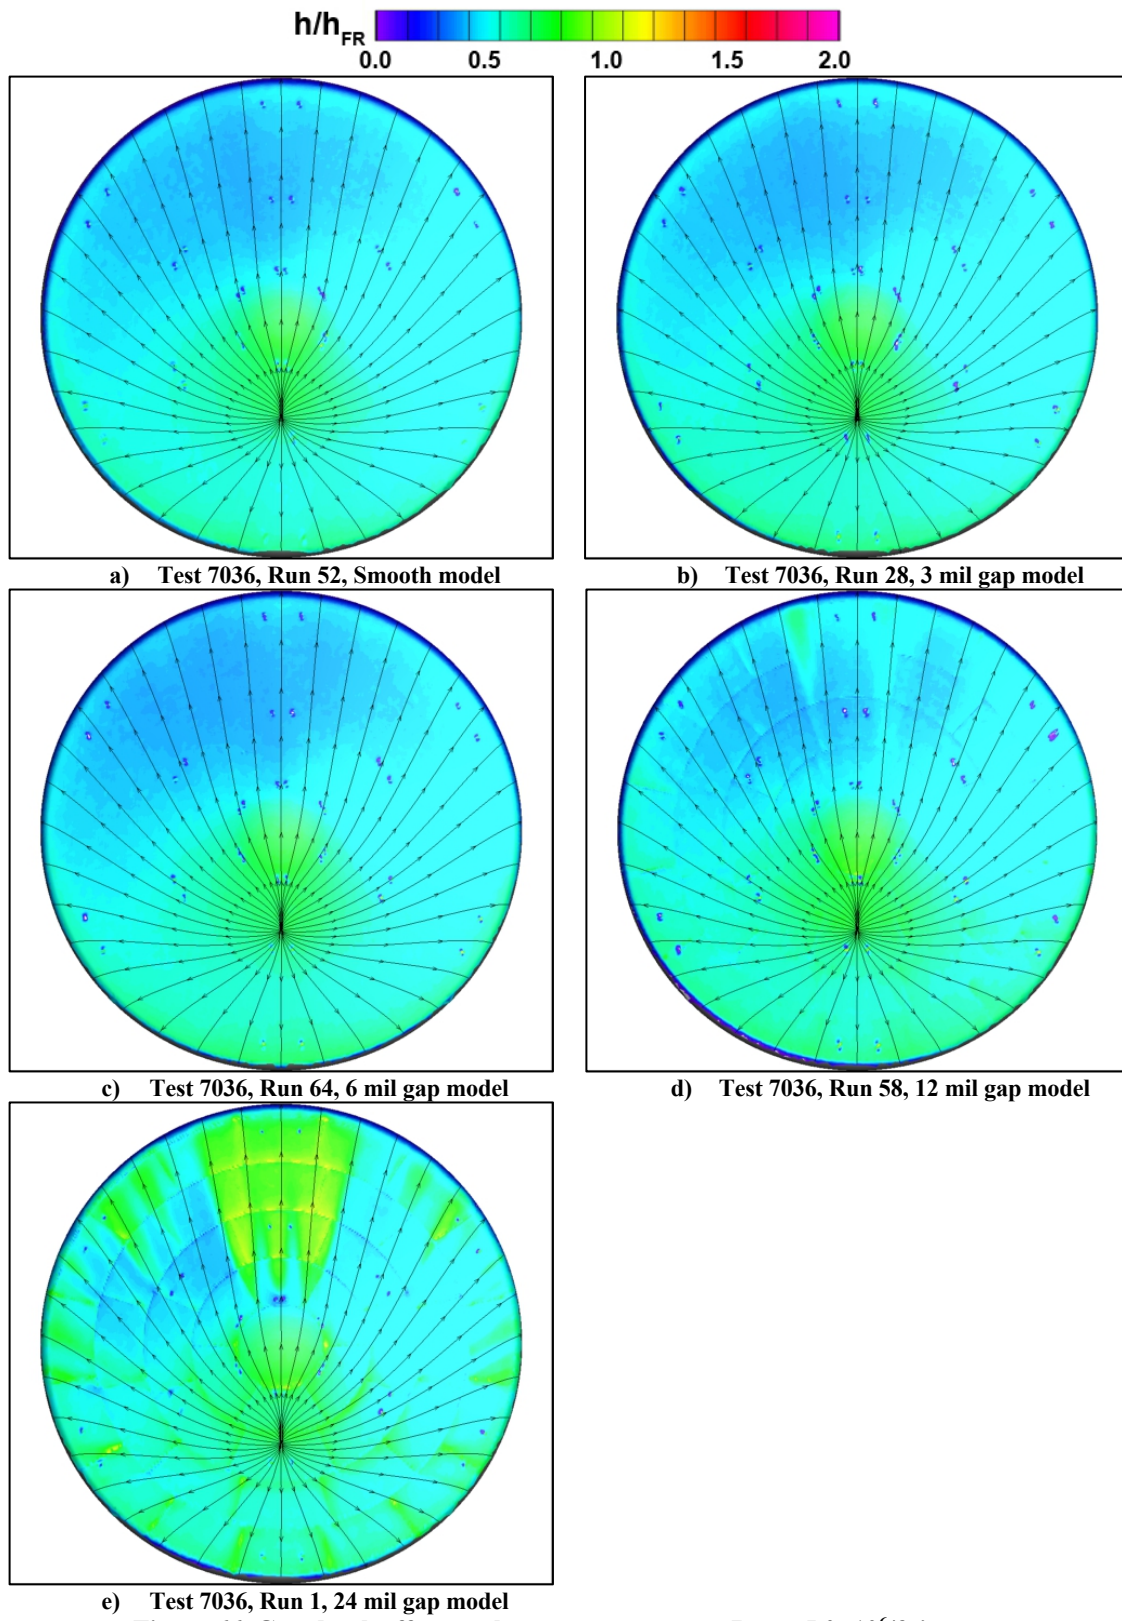 h/hFR
0.0 0.5 1.0 1.5 2.0
a) Test 7036, Run 52, Smooth model
b) Test 7036, Run 28, 3 mil gap model
c) Test 7036, Run 64, 6 mil gap model
d) Test 7036, Run 58, 12 mil gap model
e) Test 7036, Run 1, 24 mil gap model